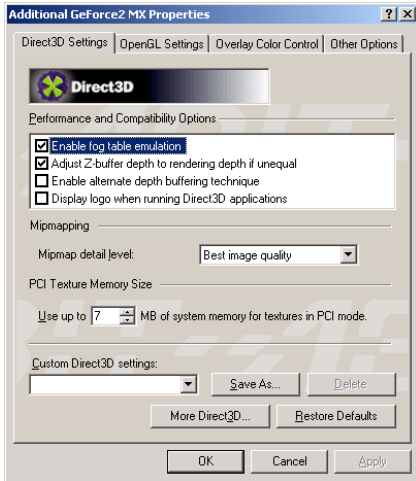 Additional GeForce2 MX Properties
Direct3D Settings OpenGL Settings Overlay Color Control Other Options
Direct3D
Performance and Compatibility Options
Enable fog table emulation
Adjust Z-buffer depth to rendering depth if unequal
Enable alternate depth buffering technique
Display logo when running Direct3D applications
Mipmapping
Mipmap detail level: Best image quality
PCI Texture Memory Size
Use up to 7 MB of system memory for textures in PCI mode.
Custom Direct3D settings:
Save As... Delete
More Direct3D... Restore Defaults
OK Cancel Apply